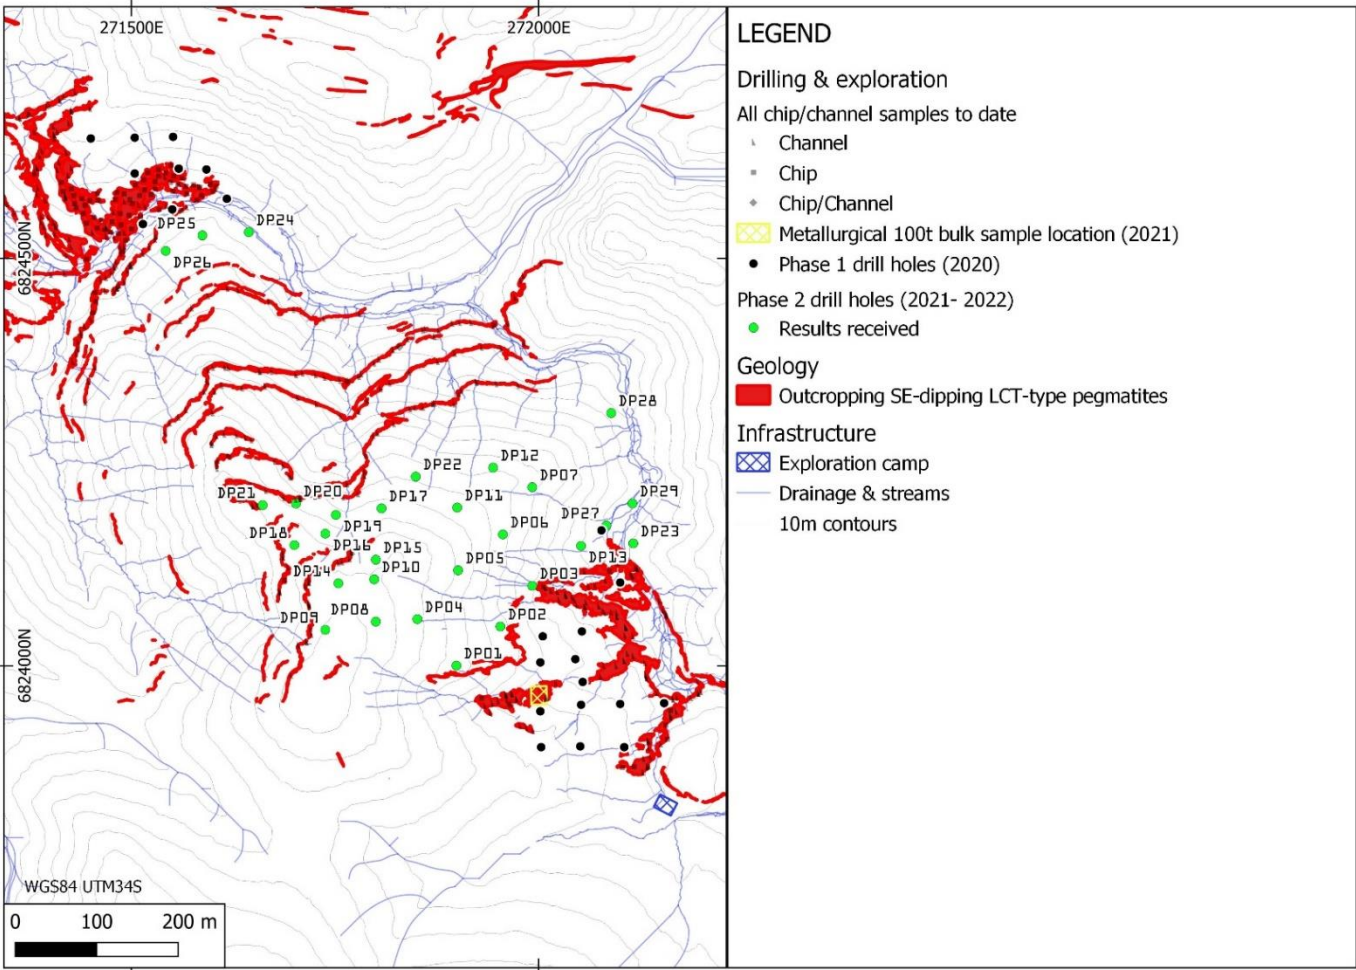 271500E
272000E
6824500N
6824000N
DP25
DP24
DP26
DP28
DP12
DP22
DP07
DP21
DP20
DP17
DP11
DP29
DP27
DP18
DP19
DP06
DP23
DP16
DP15
DP05
DP13
DP14
DP10
DP03
DP09
DP08
DP04
DP02
DP01
WGS84 UTM34S
0 100 200 m
LEGEND
Drilling & exploration
All chip/channel samples to date
Channel
Chip
Chip/Channel
Metallurgical 100t bulk sample location (2021)
Phase 1 drill holes (2020)
Phase 2 drill holes (2021- 2022)
Results received
Geology
Outcropping SE-dipping LCT-type pegmatites
Infrastructure
Exploration camp
Drainage & streams
10m contours